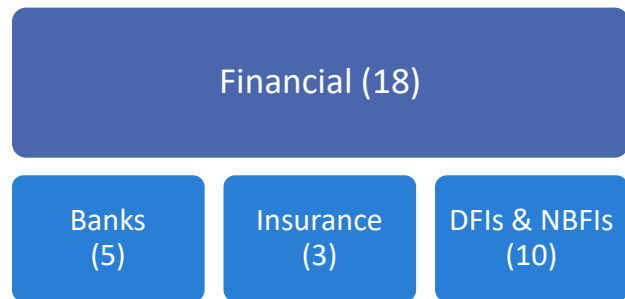 Financial (18)
Banks
(5)
Insurance
(3)
DFIs & NBFIs
(10)